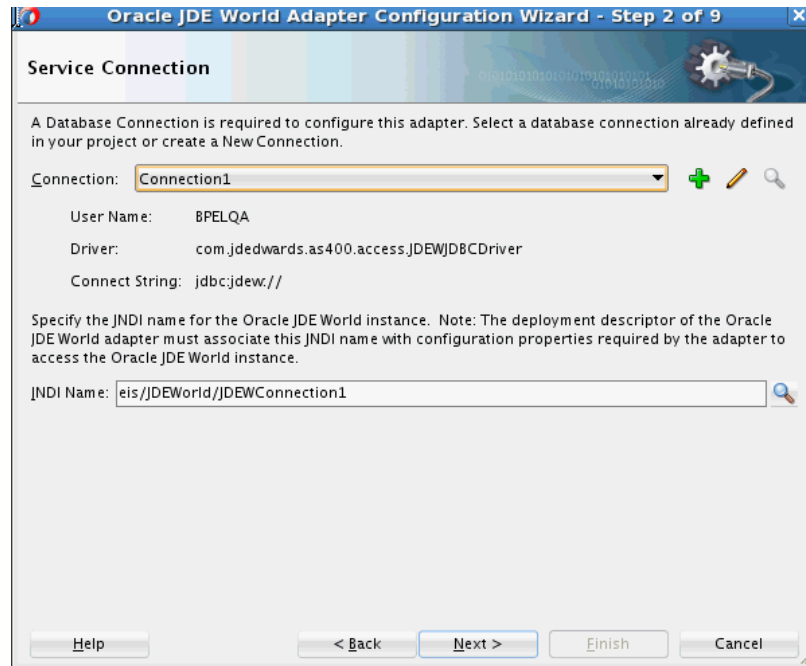 Oracle JDE World Adapter Configuration Wizard - Step 2 of 9
Service Connection
A Database Connection is required to configure this adapter. Select a database connection already defined
in your project or create a New Connection.
Connection: Connection1
User Name: BPELQA
Driver: com.jdedwards.as400.access.JDEWJDBCDriver
Connect String: jdbc:jdew://
Specify the JNDI name for the Oracle JDE World instance. Note: The deployment descriptor of the Oracle
JDE World adapter must associate this JNDI name with configuration properties required by the adapter to
access the Oracle JDE World instance.
JNDI Name: eis/JDEWorld/JDEWConnection1
Help < Back Next > Finish Cancel